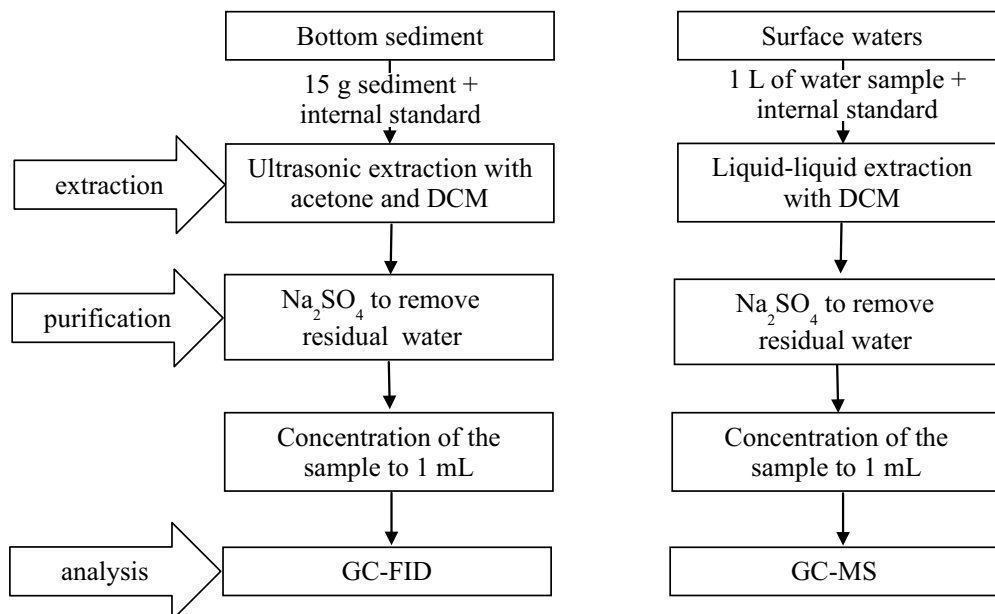 Bottom sediment
15 g sediment +
internal standard
extraction
Ultrasonic extraction with
acetone and DCM
purification
Na₂SO₄ to remove
residual water
Concentration of the
sample to 1 mL
analysis
GC-FID
Surface waters
1 L of water sample +
internal standard
Liquid-liquid extraction
with DCM
Na₂SO₄ to remove
residual water
Concentration of the
sample to 1 mL
GC-MS